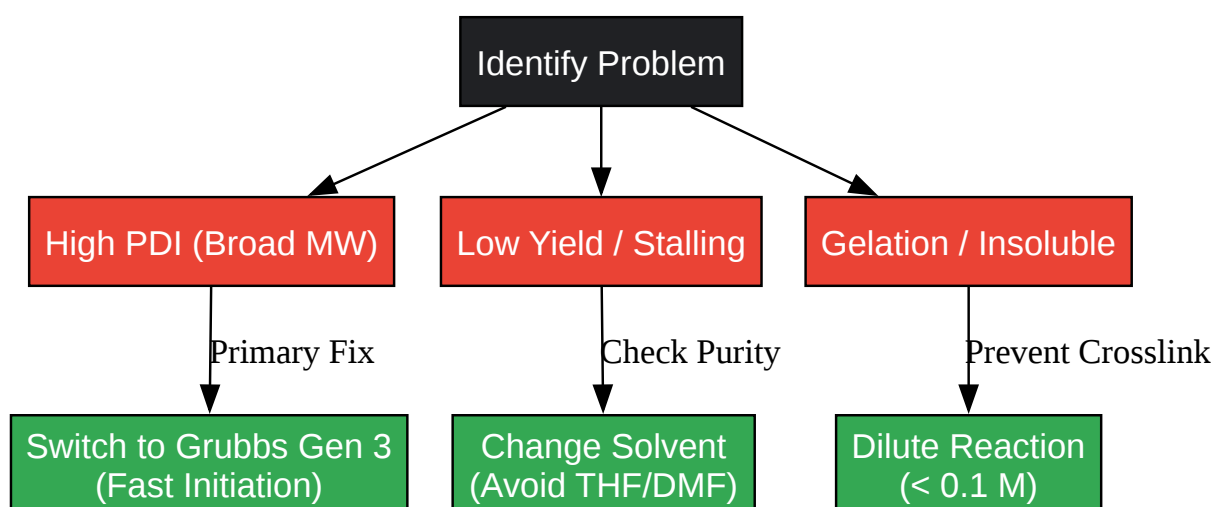 Identify Problem
High PDI (Broad MW)
Low Yield / Stalling
Gelation / Insoluble
Primary Fix
Check Purity
Prevent Crosslink
Switch to Grubbs Gen 3
(Fast Initiation)
Change Solvent
(Avoid THF/DMF)
Dilute Reaction
(< 0.1 M)